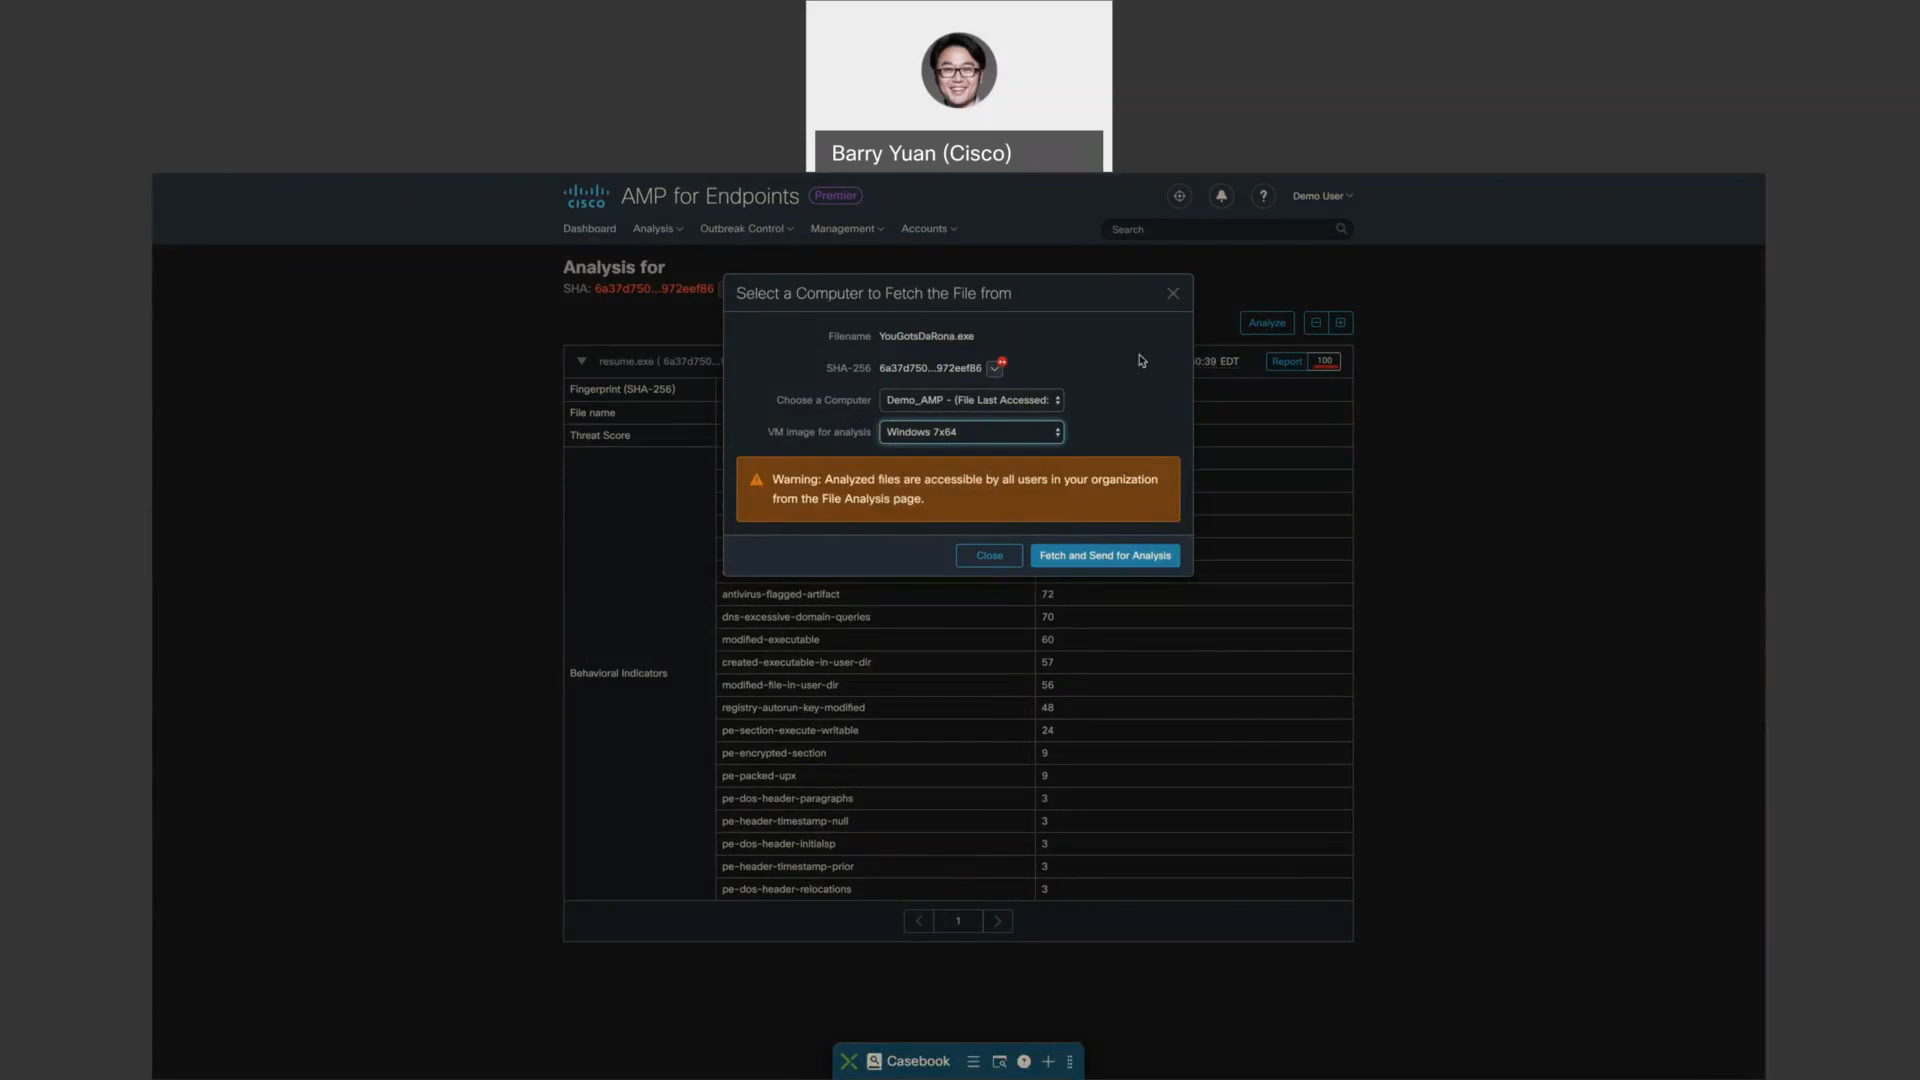 Barry Yuan (Cisco)
CISCO AMP for Endpoints Premier
? Demo User
Dashboard Analysis Outbreak Control Management Accounts Search
Analysis for
SHA: 6a37d750...972eef86
Select a Computer to Fetch the File from
Filename YouGotsDaRona.exe
SHA-256 6a37d750...972eef86
Choose a Computer Demo_AMP - (File Last Accessed:
VM image for analysis Windows 7x64
Warning: Analyzed files are accessible by all users in your organization
from the File Analysis page.
Close Fetch and Send for Analysis
Analyze
resume.exe ( 6a37d750... 0:39 EDT Report 100
Fingerprint (SHA-256)
File name
Threat Score
Behavioral Indicators
antivirus-flagged-artifact 72
dns-excessive-domain-queries 70
modified-executable 60
created-executable-in-user-dir 57
modified-file-in-user-dir 56
registry-autorun-key-modified 48
pe-section-execute-writable 24
pe-encrypted-section 9
pe-packed-upx 9
pe-dos-header-paragraphs 3
pe-header-timestamp-null 3
pe-dos-header-initialsp 3
pe-header-timestamp-prior 3
pe-dos-header-relocations 3
1
Casebook